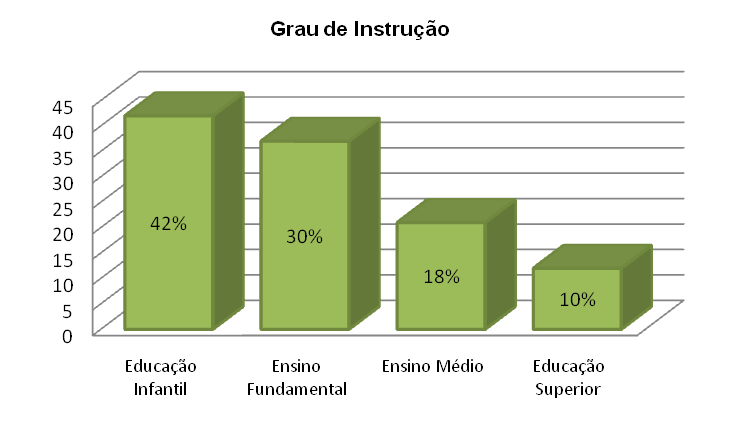 Grau de Instrução
45
40
35
30
25
20
15
10
5
0
42%
30%
18%
10%
Educação
Infantil
Ensino
Fundamental
Ensino Médio
Educação
Superior